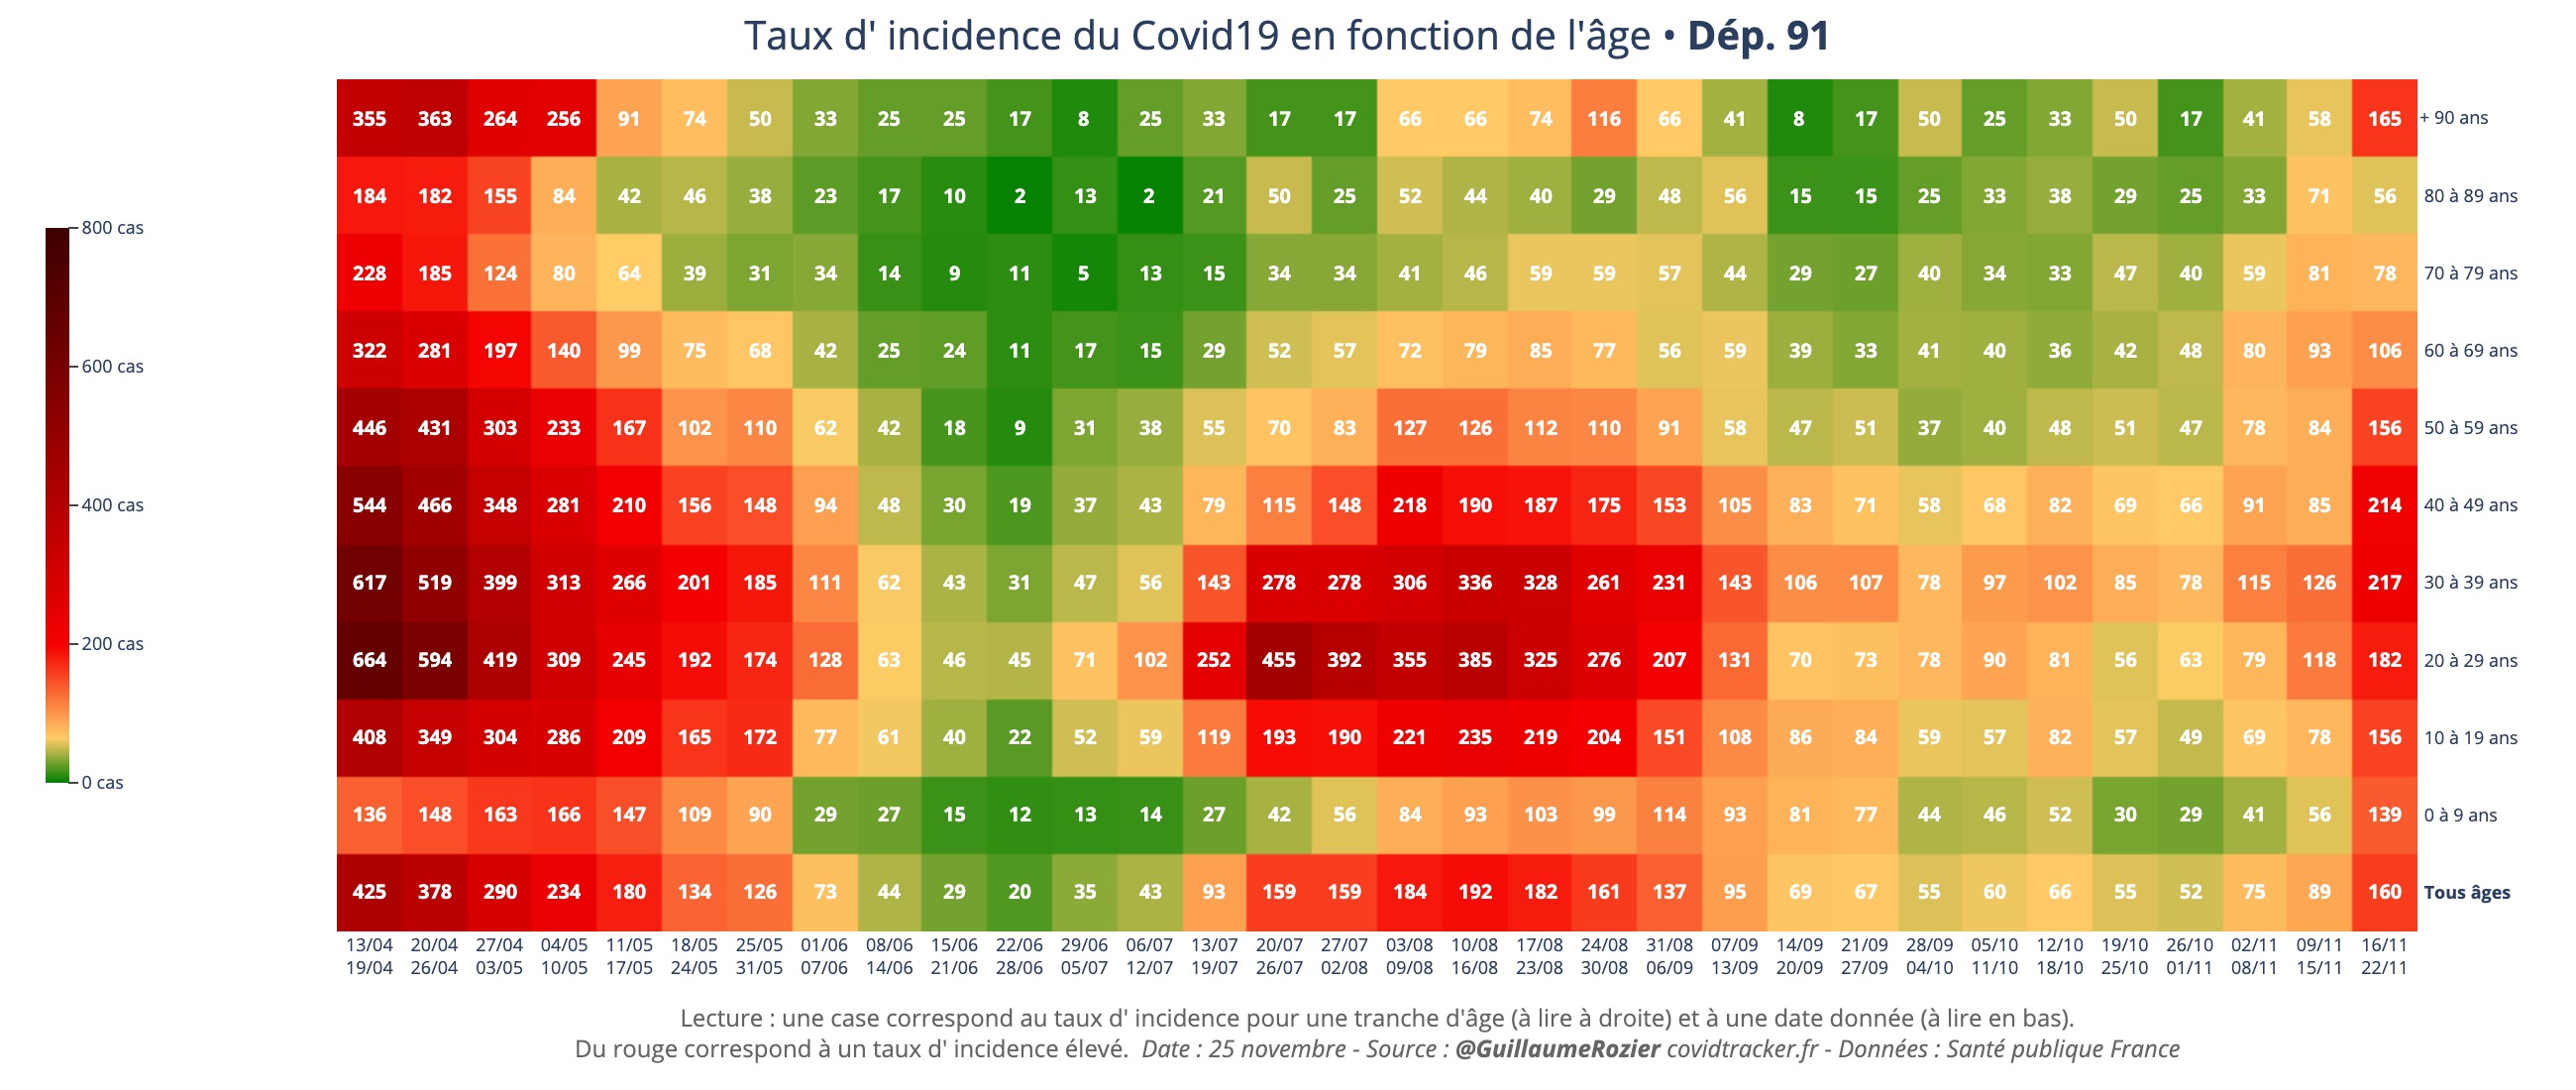 Taux d' incidence du Covid19 en fonction de l'âge • Dép. 91
355 363 264 256 91 74 50 33 25 25 17 8 25 33 17 17 66 66 74 116 66 41 8 17 50 25 33 50 17 41 58 165 + 90 ans
184 182 155 84 42 46 38 23 17 10 2 13 2 21 50 25 52 44 40 29 48 56 15 15 25 33 38 29 25 33 71 56 80 à 89 ans
228 185 124 80 64 39 31 34 14 9 11 5 13 15 34 34 41 46 59 59 57 44 29 27 40 34 33 47 40 59 81 78 70 à 79 ans
322 281 197 140 99 75 68 42 25 24 11 17 15 29 52 57 72 79 85 77 56 59 39 33 41 40 36 42 48 80 93 106 60 à 69 ans
446 431 303 233 167 102 110 62 42 18 9 31 38 55 70 83 127 126 112 110 91 58 47 51 37 40 48 51 47 78 84 156 50 à 59 ans
544 466 348 281 210 156 148 94 48 30 19 37 43 79 115 148 218 190 187 175 153 105 83 71 58 68 82 69 66 91 85 214 40 à 49 ans
617 519 399 313 266 201 185 111 62 43 31 47 56 143 278 278 306 336 328 261 231 143 106 107 78 97 102 85 78 115 126 217 30 à 39 ans
664 594 419 309 245 192 174 128 63 46 45 71 102 252 455 392 355 385 325 276 207 131 70 73 78 90 81 56 63 79 118 182 20 à 29 ans
408 349 304 286 209 165 172 77 61 40 22 52 59 119 193 190 221 235 219 204 151 108 86 84 59 57 82 57 49 69 78 156 10 à 19 ans
136 148 163 166 147 109 90 29 27 15 12 13 14 27 42 56 84 93 103 99 114 93 81 77 44 46 52 30 29 41 56 139 0 à 9 ans
425 378 290 234 180 134 126 73 44 29 20 35 43 93 159 159 184 192 182 161 137 95 69 67 55 60 66 55 52 75 89 160 Tous âges
13/04 20/04 27/04 04/05 11/05 18/05 25/05 01/06 08/06 15/06 22/06 29/06 06/07 13/07 20/07 27/07 03/08 10/08 17/08 24/08 31/08 07/09 14/09 21/09 28/09 05/10 12/10 19/10 26/10 02/11 09/11 16/11
19/04 26/04 03/05 10/05 17/05 24/05 31/05 07/06 14/06 21/06 28/06 05/07 12/07 19/07 26/07 02/08 09/08 16/08 23/08 30/08 06/09 13/09 20/09 27/09 04/10 11/10 18/10 25/10 01/11 08/11 15/11 22/11
800 cas
600 cas
400 cas
200 cas
0 cas
Lecture : une case correspond au taux d' incidence pour une tranche d'âge (à lire à droite) et à une date donnée (à lire en bas).
Du rouge correspond à un taux d' incidence élevé. Date : 25 novembre - Source : @GuillaumeRozier covidtracker.fr - Données : Santé publique France